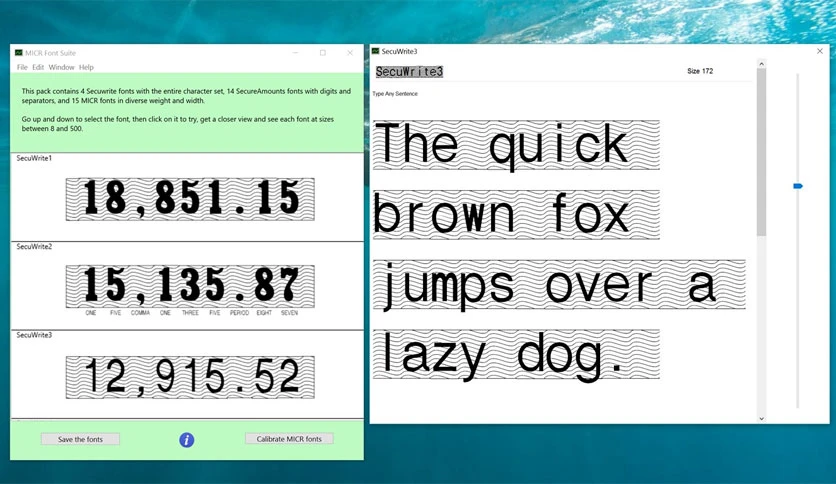 MICR Font Suite
File Edit Window Help
This pack contains 4 Secuwrite fonts with the entire character set, 14 SecureAmounts fonts with digits and
separators, and 15 MICR fonts in diverse weight and width.
Go up and down to select the font, then click on it to try, get a closer view and see each font at sizes
between 8 and 500.
SecuWrite1
18,851.15
SecuWrite2
15,135.87
ONE FIVE COMMA ONE THREE FIVE PERIOD EIGHT SEVEN
SecuWrite3
12,915.52
Save the fonts
i
Calibrate MICR fonts
SecuWrite3
SecuWrite3
Size 172
Type Any Sentence
The quick
brown fox
jumps over a
lazy dog.